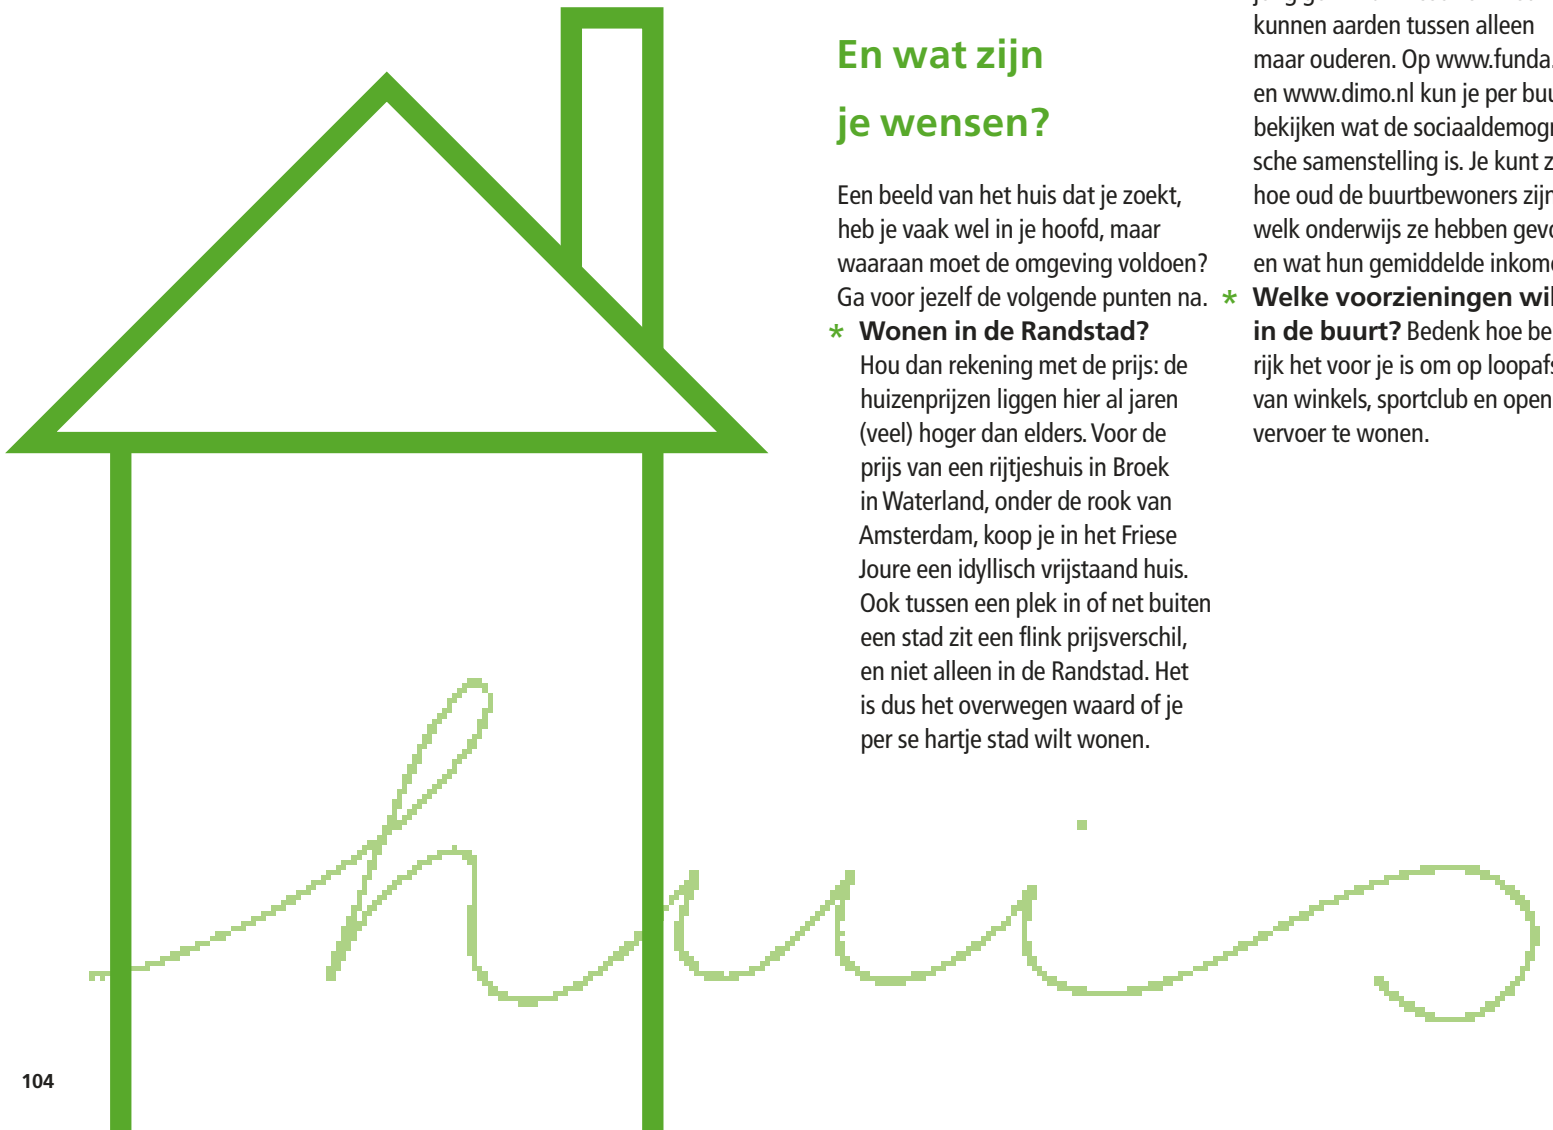 En wat zijn
je wensen?
Een beeld van het huis dat je zoekt,
heb je vaak wel in je hoofd, maar
waaraan moet de omgeving voldoen?
Ga voor jezelf de volgende punten na.
* Wonen in de Randstad?
Hou dan rekening met de prijs: de
huizenprijzen liggen hier al jaren
(veel) hoger dan elders. Voor de
prijs van een rijtjeshuis in Broek
in Waterland, onder de rook van
Amsterdam, koop je in het Friese
Joure een idyllisch vrijstaand huis.
Ook tussen een plek in of net buiten
een stad zit een flink prijsverschil,
en niet alleen in de Randstad. Het
is dus het overwegen waard of je
per se hartje stad wilt wonen.
kunnen aarden tussen alleen
maar ouderen. Op www.funda.
en www.dimo.nl kun je per
bekijken wat de
sche samenstelling is. Je kunt
hoe oud de buurtbewoners zijn
welk onderwijs ze hebben
en wat hun gemiddelde
* Welke voorzieningen
in de buurt? Bedenk hoe
rijk het voor je is om op
van winkels, sportclub en open
vervoer te wonen.
huis
104